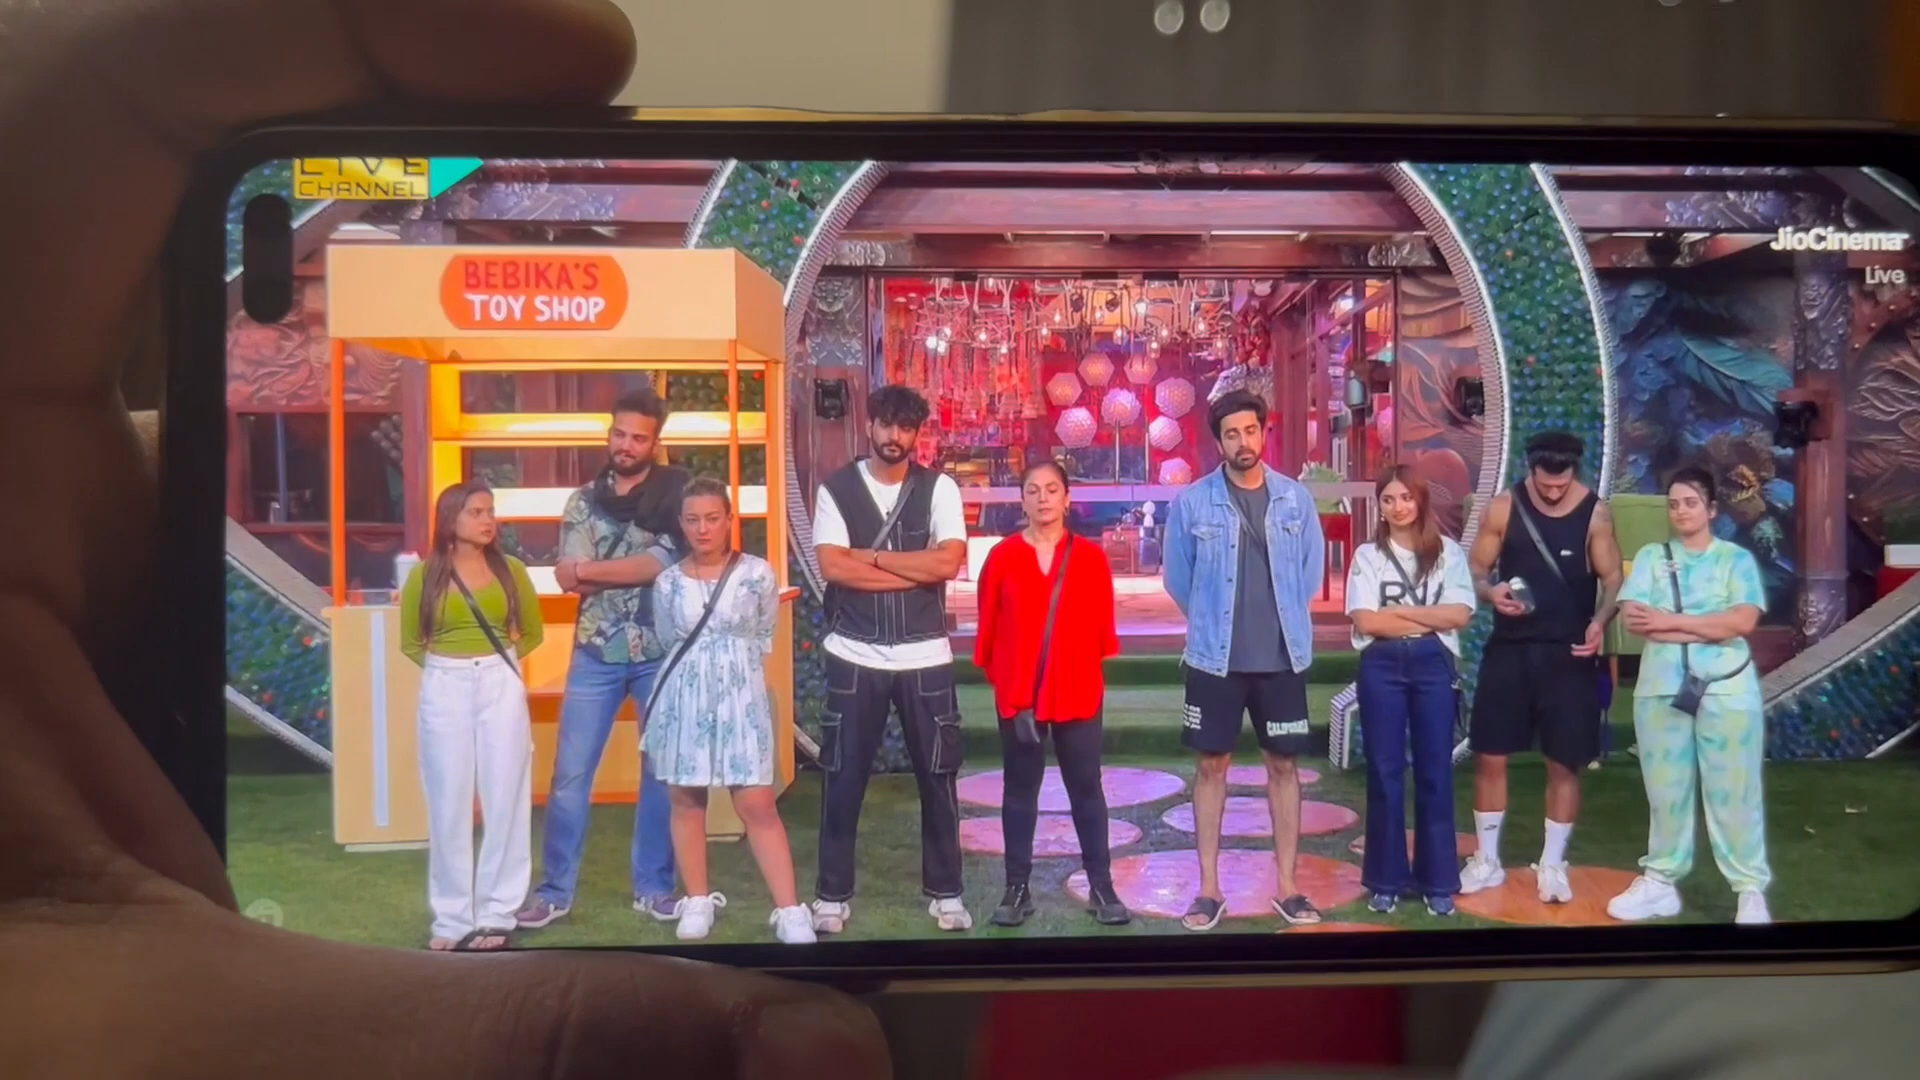 LIVE
CHANNEL
JioCinema
Live
BEBIKA'S
TOY SHOP
CALIFORNIA